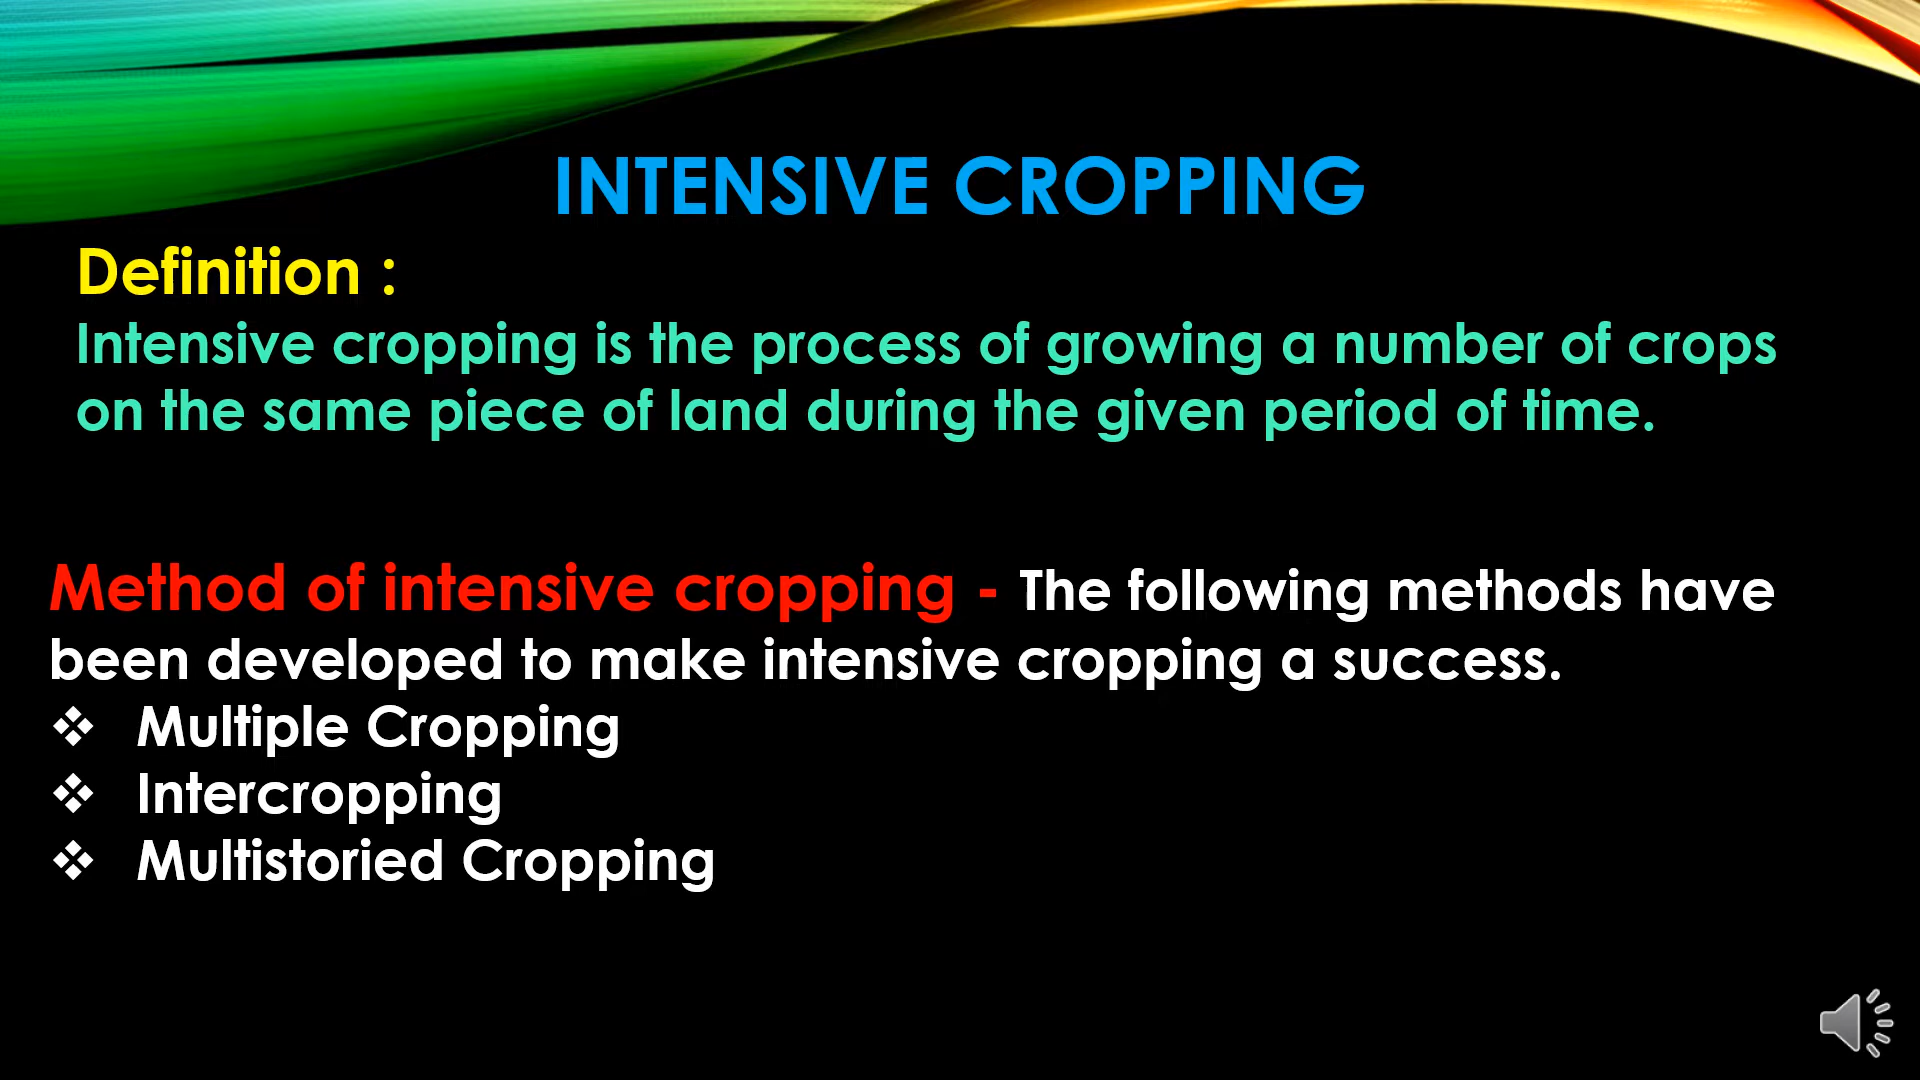 INTENSIVE CROPPING
Definition :
Intensive cropping is the process of growing a number of crops
on the same piece of land during the given period of time.
Method of intensive cropping - The following methods have
been developed to make intensive cropping a success.
❖ Multiple Cropping
❖ Intercropping
❖ Multistoried Cropping